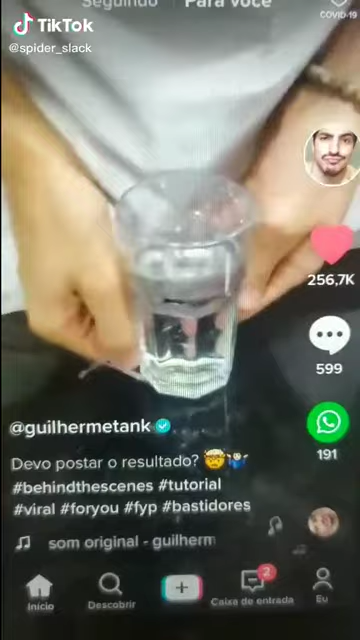 TikTok
@spider_slack
Seguindo Para você
COVID-19
256,7K
599
191
@guilhermetank
Devo postar o resultado? 🤯🤷‍♂️
#behindthescenes #tutorial
#viral #foryou #fyp #bastidores
som original - guilherm
Início
Descobrir
Caixa de entrada
2
Eu